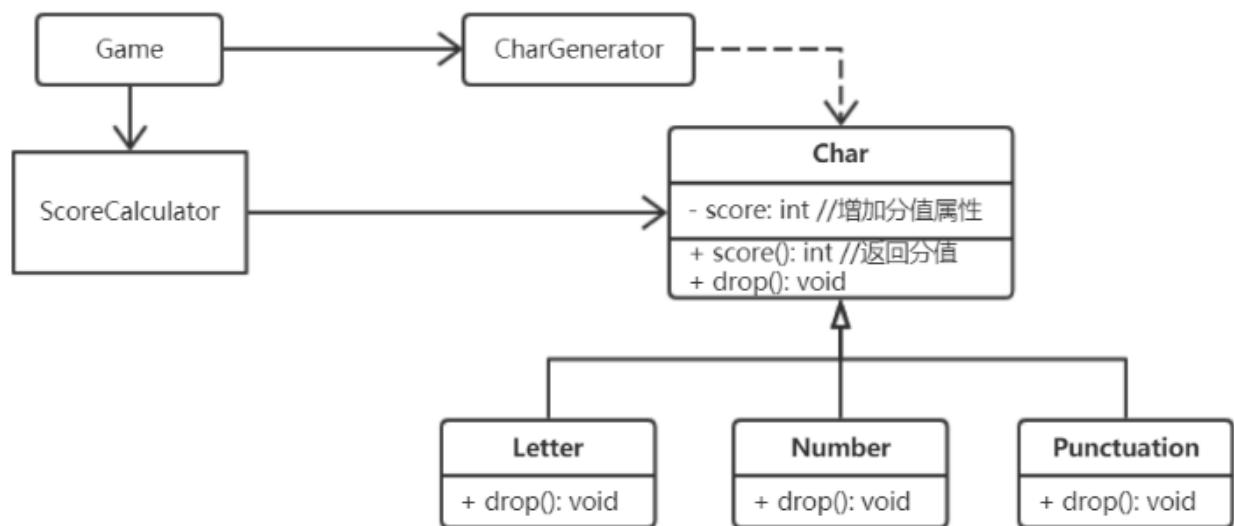 Game
CharGenerator
Char
ScoreCalculator
- score: int //增加分值属性
+ score(): int //返回分值
+ drop(): void
Letter
Number
Punctuation
+ drop(): void
+ drop(): void
+ drop(): void